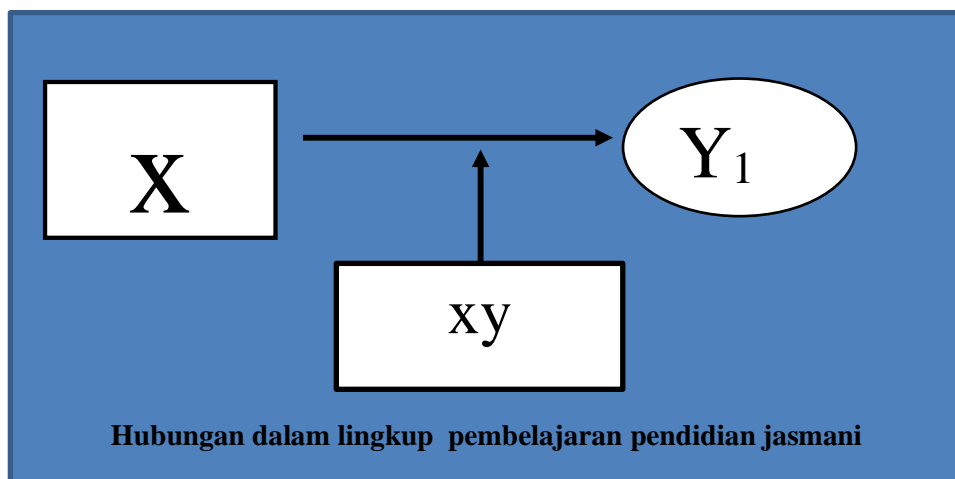 X
Y₁
xy
Hubungan dalam lingkup pembelajaran pendidian jasmani